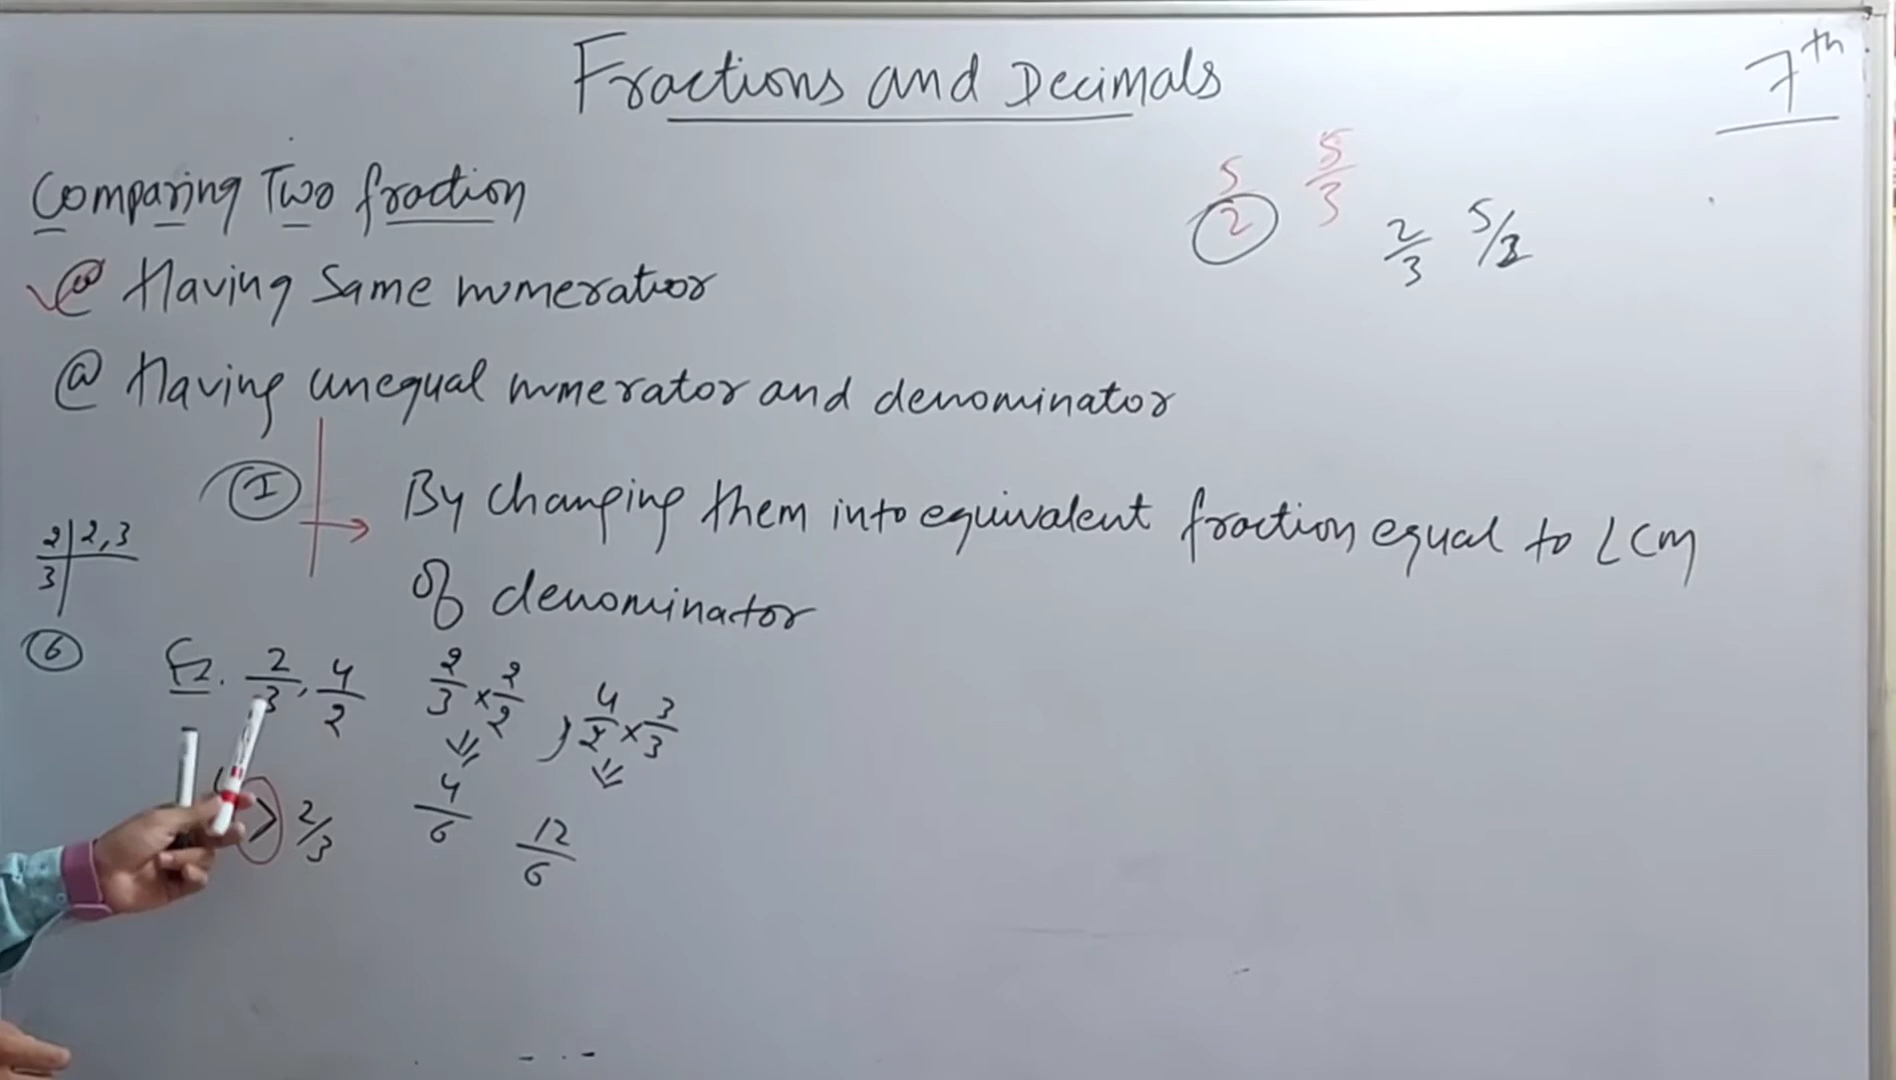 Fractions and Decimals
7th
Comparing Two fraction
5/2 5/3
2/3 5/2
@ Having Same numerator
@ Having unequal numerator and denominator
I By changing them into equivalent fraction equal to LCM
of denominator
2 | 2, 3
3 |
6
Ex. 2/3, 4/2 2/3 × 2/2 , 4/2 × 3/3
4/6 12/6
> 2/3